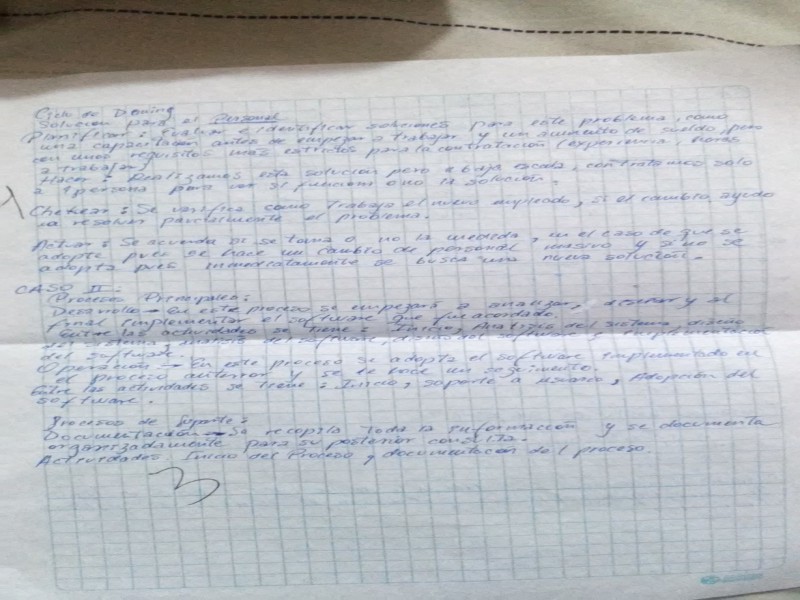 Ciclo de Deming
Solución para el Personal
Planificar: Evaluar e identificar soluciones para este problema, como
una capacitación antes de empezar a trabajar y un aumento de sueldo, pero
con unos requisitos más estrictos para la contratación (experiencia, horas
a trabajar)
Hacer: Realizamos esta solución pero a baja escala, contratamos solo
a 1 persona para ver si funciona o no la solución.
1
Chekear: Se verifica como trabaja el nuevo empleado, si el cambio ayudo
a resolver parcialmente el problema.
Actuar: Se acuerda si se toma o no la medida, en el caso de que se
adopte pues se hace un cambio de personal masivo y si no se
adopta pues inmediatamente se busca una nueva solución.
CASO II:
Procesos Principales:
Desarrollo → En este proceso se empezará a analizar, diseñar y al
final implementar el software que fue acordado.
Entre las actividades se tiene: Inicio, Análisis del sistema, diseño
del sistema, análisis del software, diseño del software, implementación
del software.
Operación → En este proceso se adopta el software implementado en
el proceso anterior y se le hace un seguimiento.
Entre las actividades se tiene: Inicio, soporte a usuario, Adopción del
software.
Procesos de Soporte:
Documentación → Se recopila toda la información y se documenta
organizadamente para su posterior consulta.
Actividades Inicio del Proceso y documentación del proceso.
3